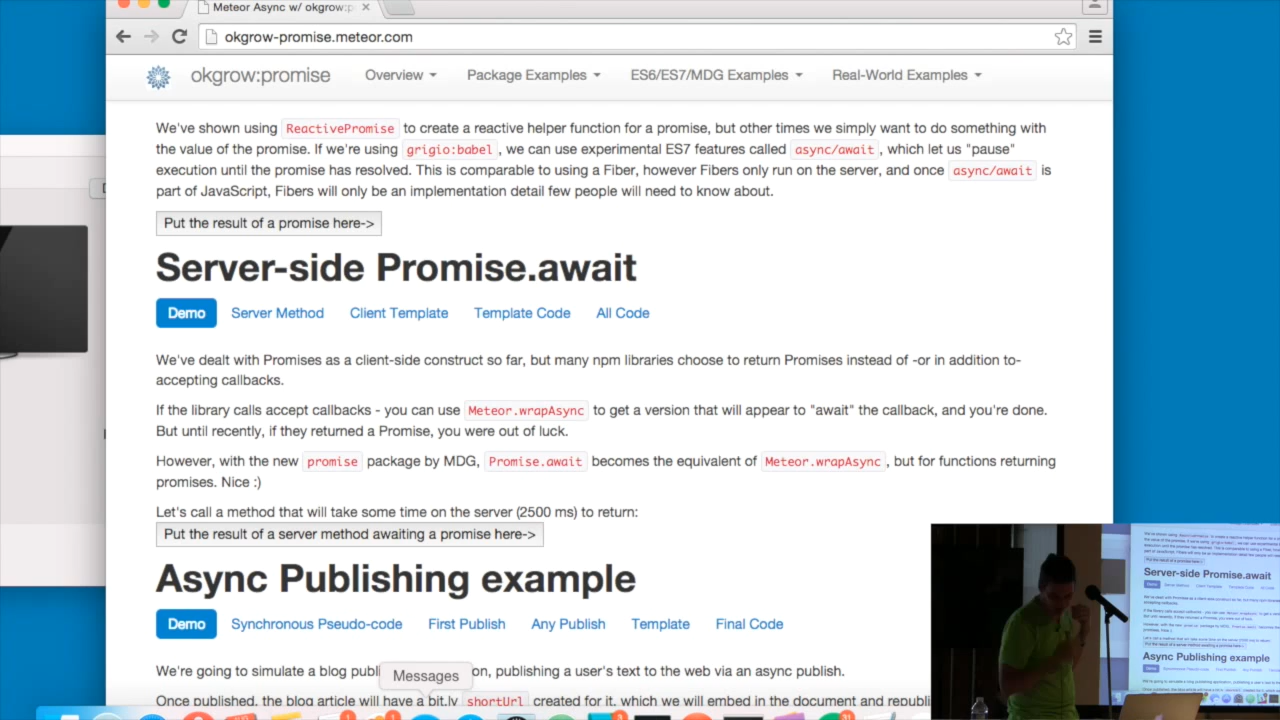 Meteor Async w/ okgrow:p
okgrow-promise.meteor.com
okgrow:promise Overview Package Examples ES6/ES7/MDG Examples Real-World Examples
We've shown using ReactivePromise to create a reactive helper function for a promise, but other times we simply want to do something with
the value of the promise. If we're using grigio:babel, we can use experimental ES7 features called async/await, which let us "pause"
execution until the promise has resolved. This is comparable to using a Fiber, however Fibers only run on the server, and once async/await is
part of JavaScript, Fibers will only be an implementation detail few people will need to know about.
Put the result of a promise here->
Server-side Promise.await
Demo Server Method Client Template Template Code All Code
We've dealt with Promises as a client-side construct so far, but many npm libraries choose to return Promises instead of -or in addition to-
accepting callbacks.
If the library calls accept callbacks - you can use Meteor.wrapAsync to get a version that will appear to "await" the callback, and you're done.
But until recently, if they returned a Promise, you were out of luck.
However, with the new promise package by MDG, Promise.await becomes the equivalent of Meteor.wrapAsync, but for functions returning
promises. Nice :)
Let's call a method that will take some time on the server (2500 ms) to return:
Put the result of a server method awaiting a promise here->
Async Publishing example
Demo Synchronous Pseudo-code First Publish Any Publish Template Final Code
We're going to simulate a blog publ , publishing a user's text to the web via an async publish.
Messages
Once published, the blog article will have a shortUrl created for it, which we will embed in the document and republi
Server-side Promise.await
Async Publishing example